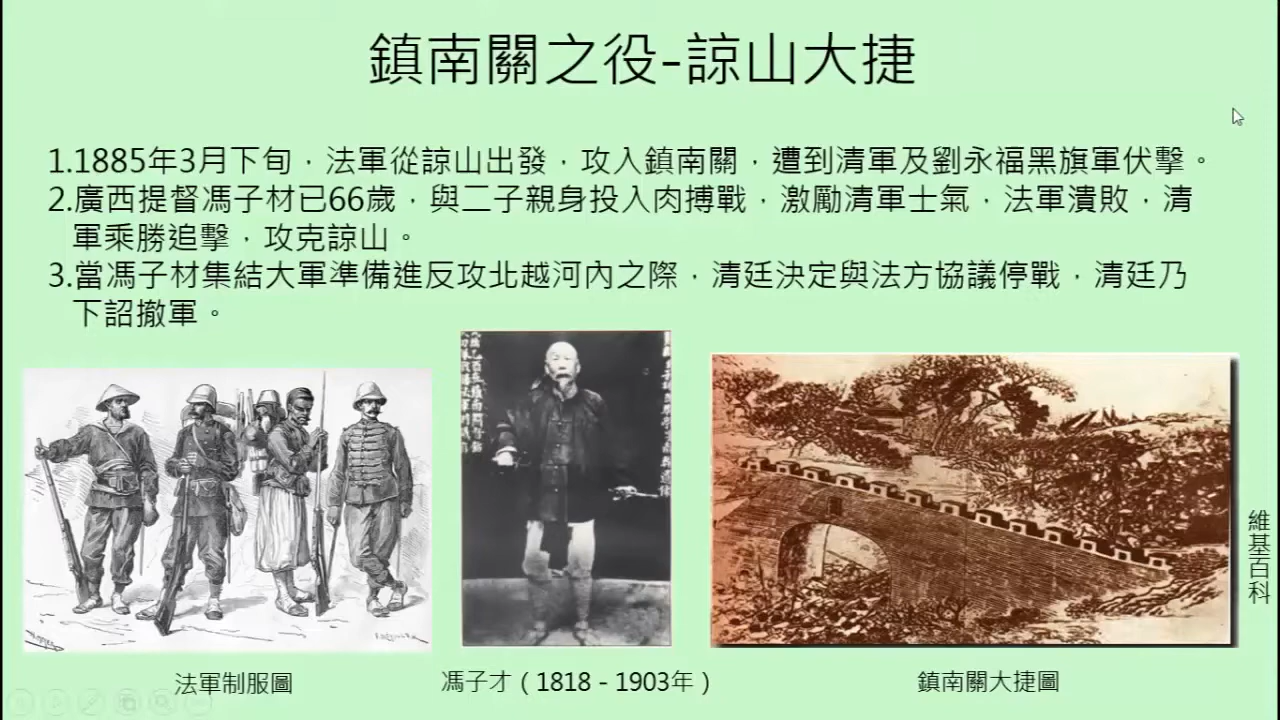 鎮南關之役-諒山大捷
1.1885年3月下旬，法軍從諒山出發，攻入鎮南關，遭到清軍及劉永福黑旗軍伏擊。
2.廣西提督馮子材已66歲，與二子親身投入肉搏戰，激勵清軍士氣，法軍潰敗，清
軍乘勝追擊，攻克諒山。
3.當馮子材集結大軍準備進反攻北越河內之際，清廷決定與法方協議停戰，清廷乃
下詔撤軍。
維基百科
法軍制服圖
馮子才（1818－1903年）
鎮南關大捷圖